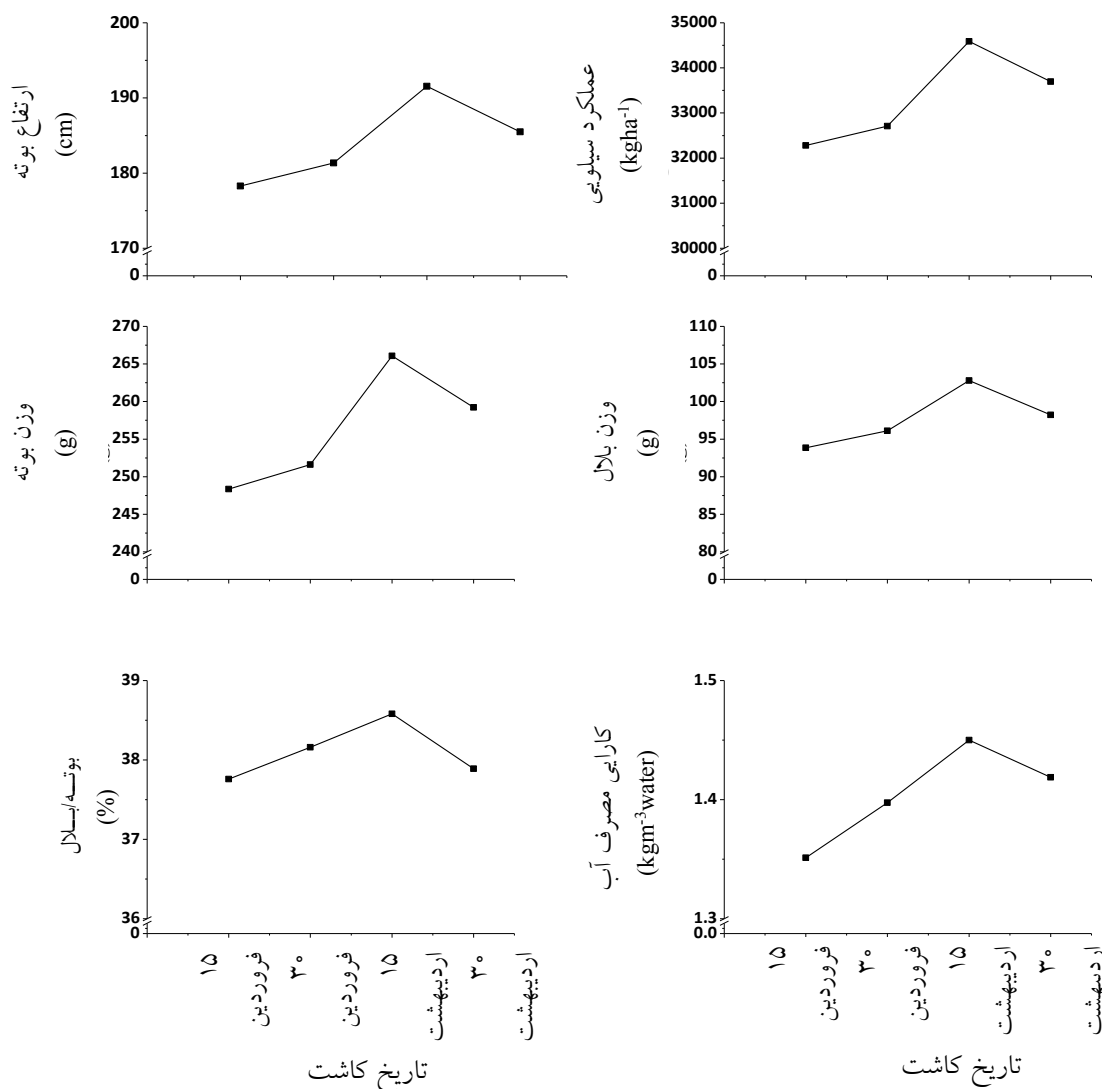 ارتفاع بوته
(cm)
200
190
180
170
0
عملکرد سیلویی
(kgha-1)
35000
34000
33000
32000
31000
30000
0
وزن بوته
(g)
270
265
260
255
250
245
240
0
وزن بلال
(g)
110
105
100
95
90
85
80
0
بوته/بلال
(%)
39
38
37
36
0
کارایی مصرف آب
(kgm-3water)
1.5
1.4
1.3
0.0
۱۵
فروردین
۳۰
فروردین
۱۵
اردیبهشت
۳۰
اردیبهشت
تاریخ کاشت
۱۵
فروردین
۳۰
فروردین
۱۵
اردیبهشت
۳۰
اردیبهشت
تاریخ کاشت